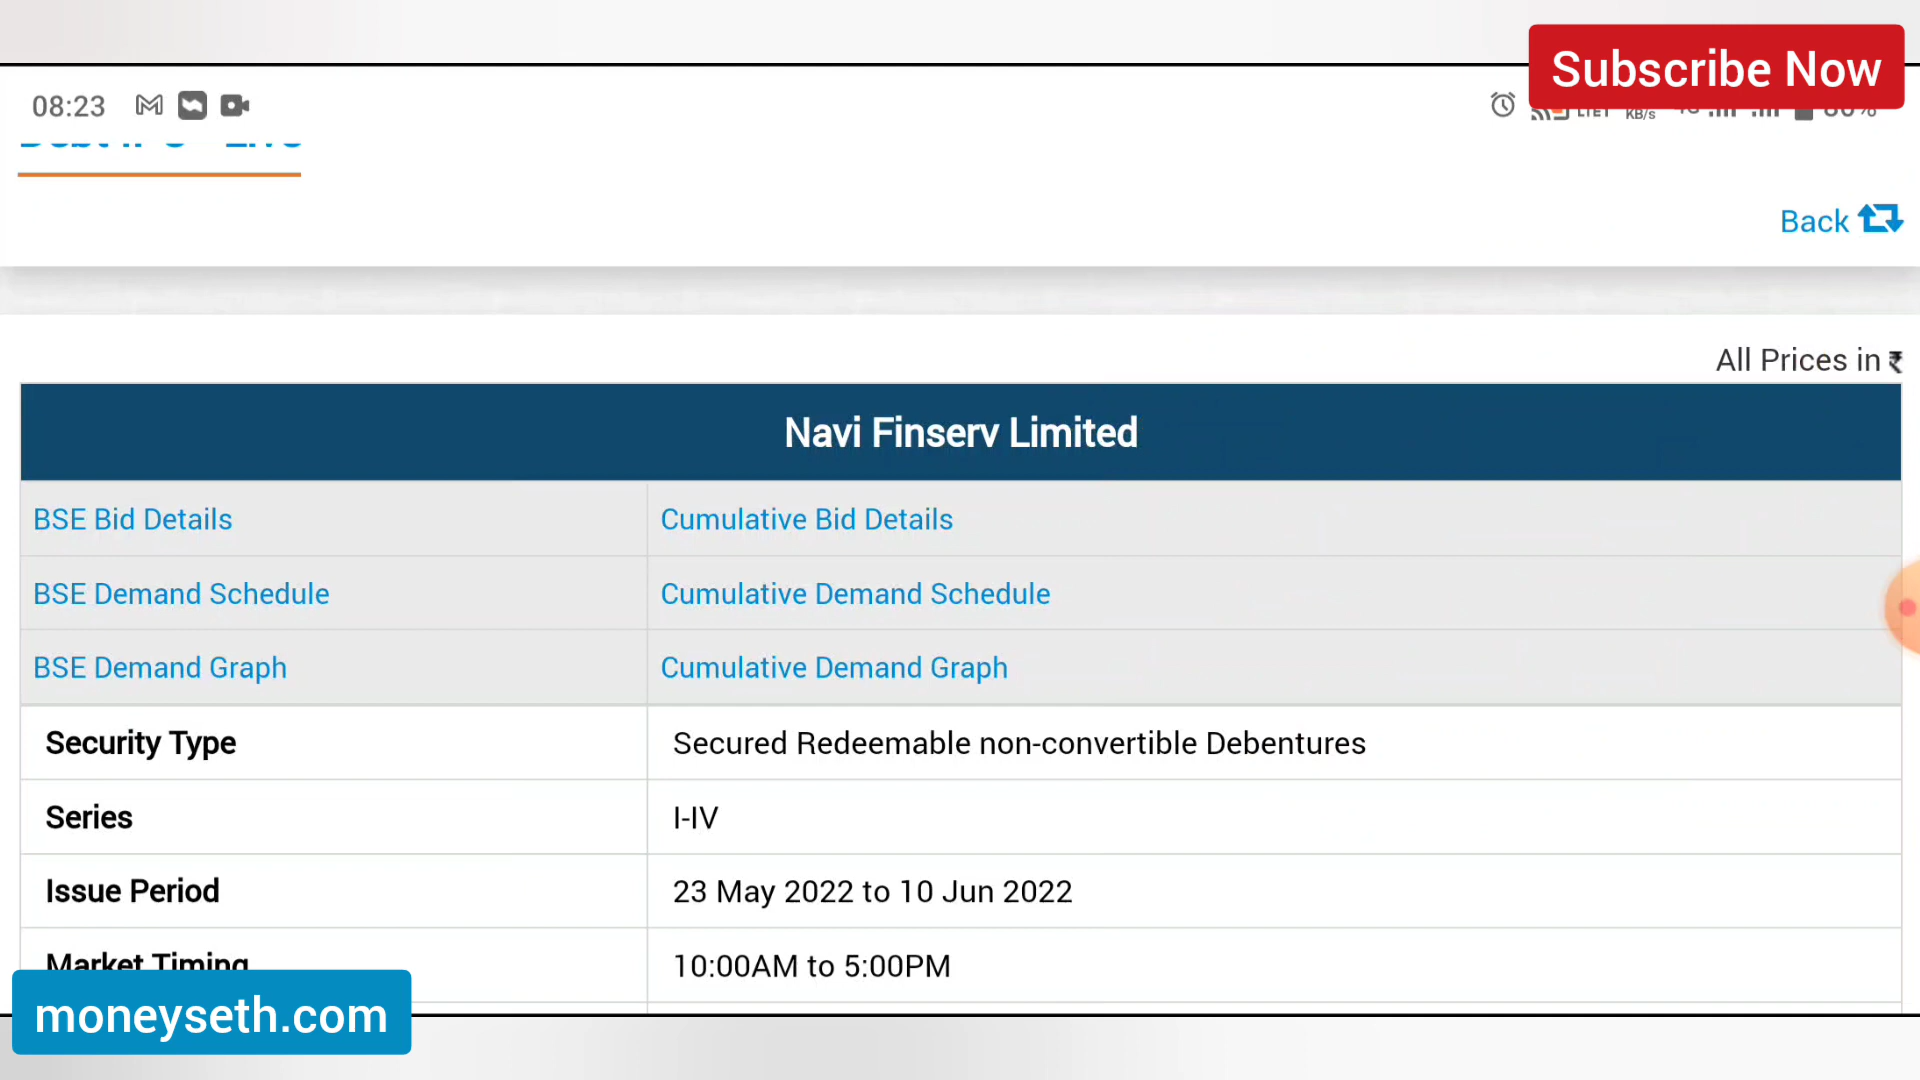 Subscribe Now
08:23
KB/s
Back
All Prices in ₹
Navi Finserv Limited
BSE Bid Details
Cumulative Bid Details
BSE Demand Schedule
Cumulative Demand Schedule
BSE Demand Graph
Cumulative Demand Graph
Security Type
Secured Redeemable non-convertible Debentures
Series
I-IV
Issue Period
23 May 2022 to 10 Jun 2022
Market Timing
10:00AM to 5:00PM
moneyseth.com